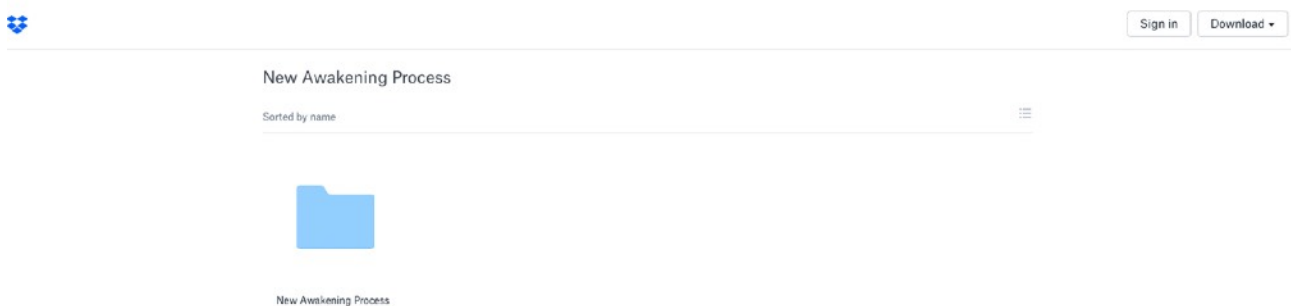 Sign in
Download
New Awakening Process
Sorted by name
New Awakening Process